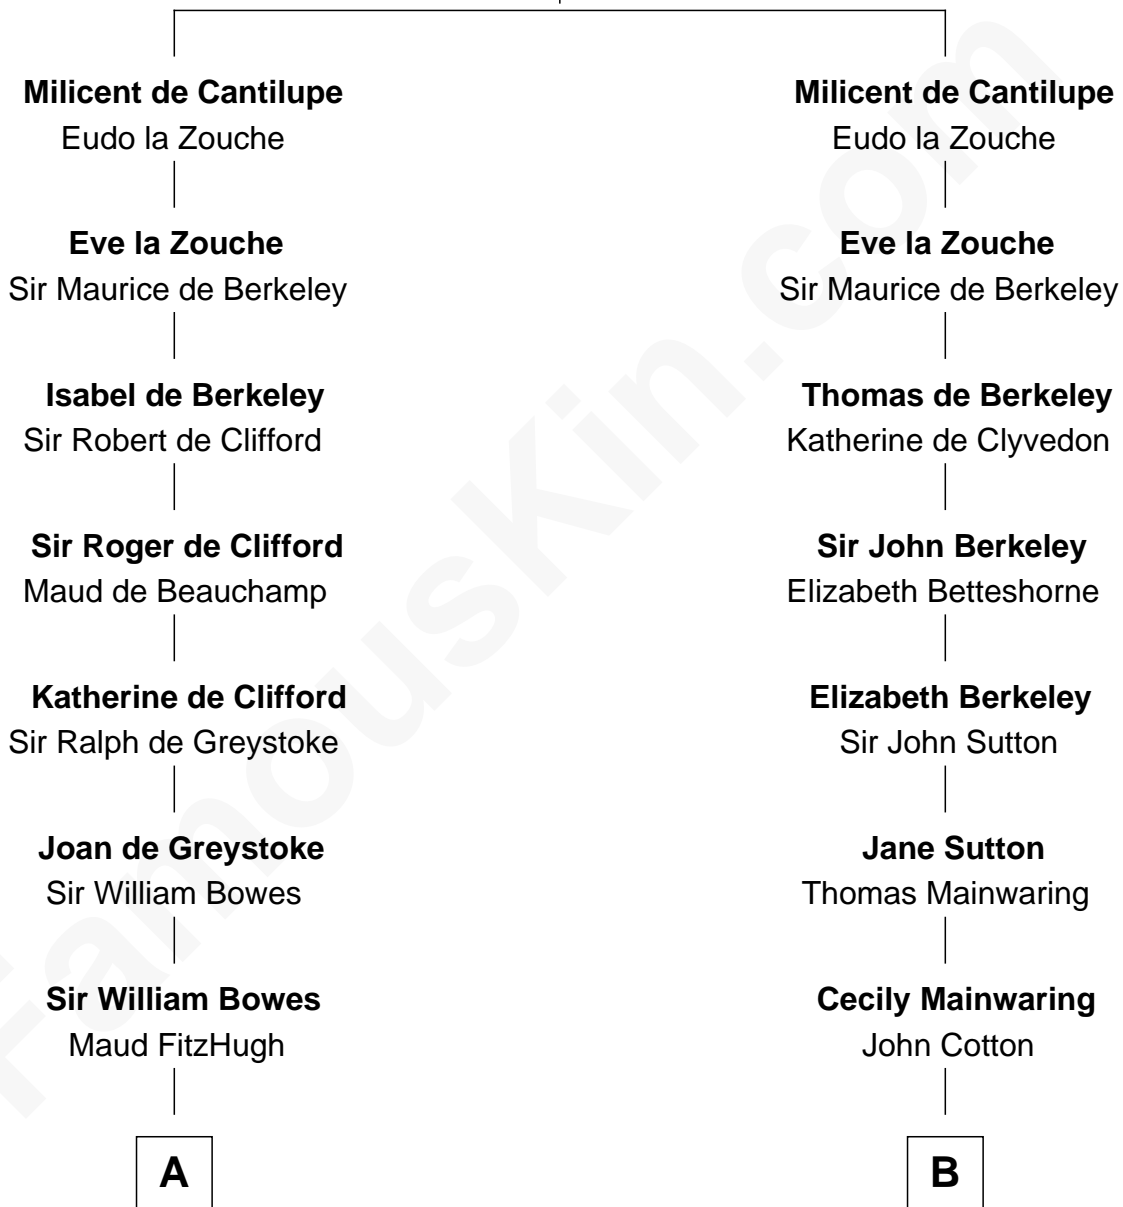 Milicent de Cantilupe
Eudo la Zouche
Eve la Zouche
Sir Maurice de Berkeley
Isabel de Berkeley
Sir Robert de Clifford
Sir Roger de Clifford
Maud de Beauchamp
Katherine de Clifford
Sir Ralph de Greystoke
Joan de Greystoke
Sir William Bowes
Sir William Bowes
Maud FitzHugh
A
Milicent de Cantilupe
Eudo la Zouche
Eve la Zouche
Sir Maurice de Berkeley
Thomas de Berkeley
Katherine de Clyvedon
Sir John Berkeley
Elizabeth Betteshorne
Elizabeth Berkeley
Sir John Sutton
Jane Sutton
Thomas Mainwaring
Cecily Mainwaring
John Cotton
B
FamousKin.com